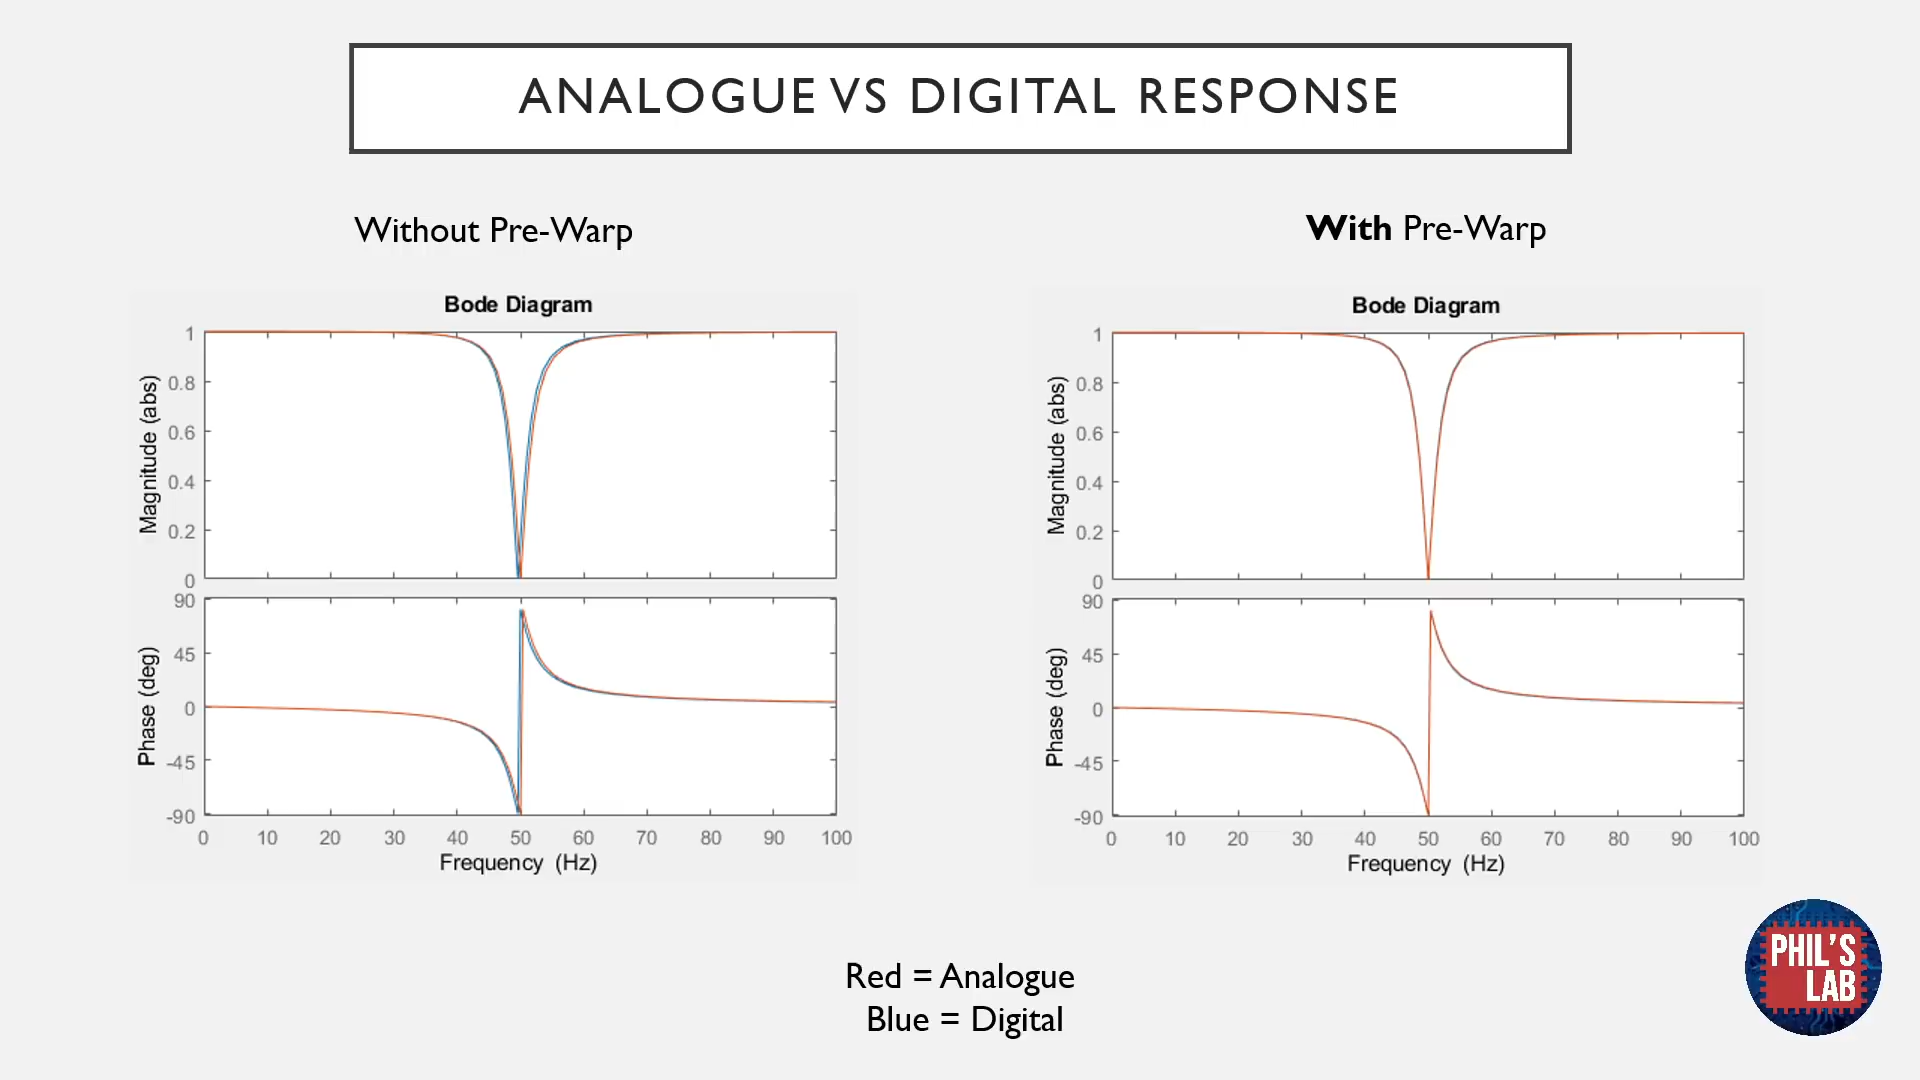 ANALOGUE VS DIGITAL RESPONSE
Without Pre-Warp
With Pre-Warp
Bode Diagram
Magnitude (abs)
1
0.8
0.6
0.4
0.2
0
Phase (deg)
90
45
0
-45
-90
0 10 20 30 40 50 60 70 80 90 100
Frequency (Hz)
Bode Diagram
Magnitude (abs)
1
0.8
0.6
0.4
0.2
0
Phase (deg)
90
45
0
-45
-90
0 10 20 30 40 50 60 70 80 90 100
Frequency (Hz)
Red = Analogue
Blue = Digital
PHIL'S
LAB